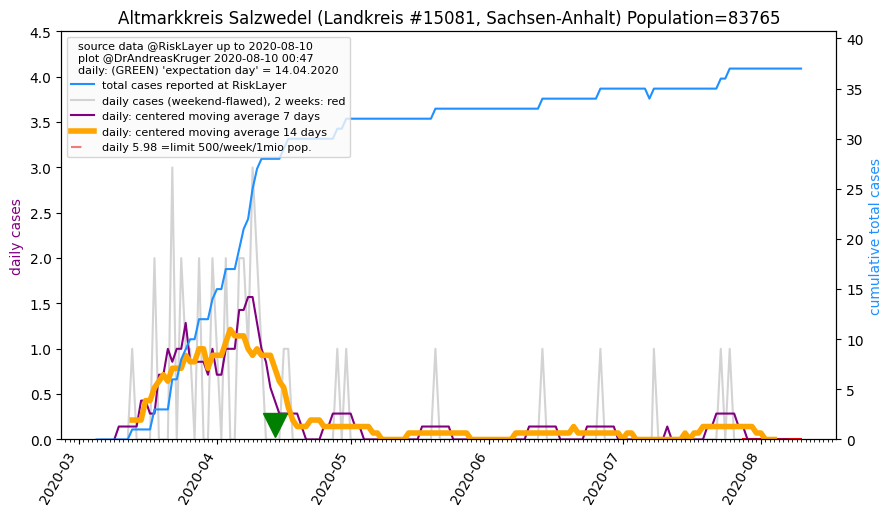 Altmarkkreis Salzwedel (Landkreis #15081, Sachsen-Anhalt) Population=83765
source data @RiskLayer up to 2020-08-10
plot @DrAndreasKruger 2020-08-10 00:47
daily: (GREEN) 'expectation day' = 14.04.2020
total cases reported at RiskLayer
daily cases (weekend-flawed), 2 weeks: red
daily: centered moving average 7 days
daily: centered moving average 14 days
daily 5.98 =limit 500/week/1mio pop.
daily cases
4.5
4.0
3.5
3.0
2.5
2.0
1.5
1.0
0.5
0.0
cumulative total cases
40
35
30
25
20
15
10
5
0
2020-03
2020-04
2020-05
2020-06
2020-07
2020-08